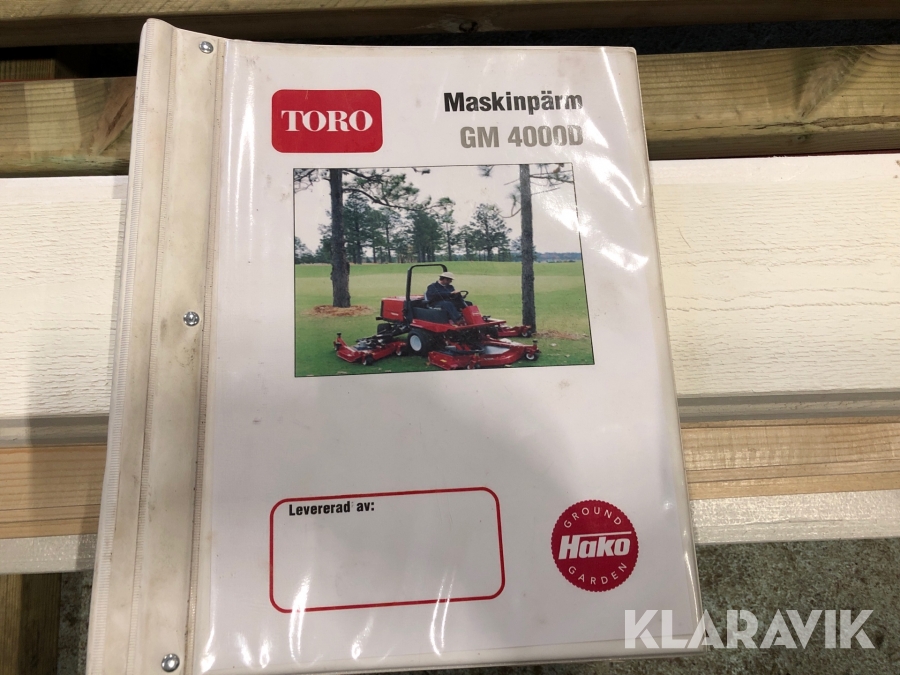 TORO
Maskinpärm
GM 4000D
Levererad av:
GROUND
Hako
GARDEN
KLARAVIK